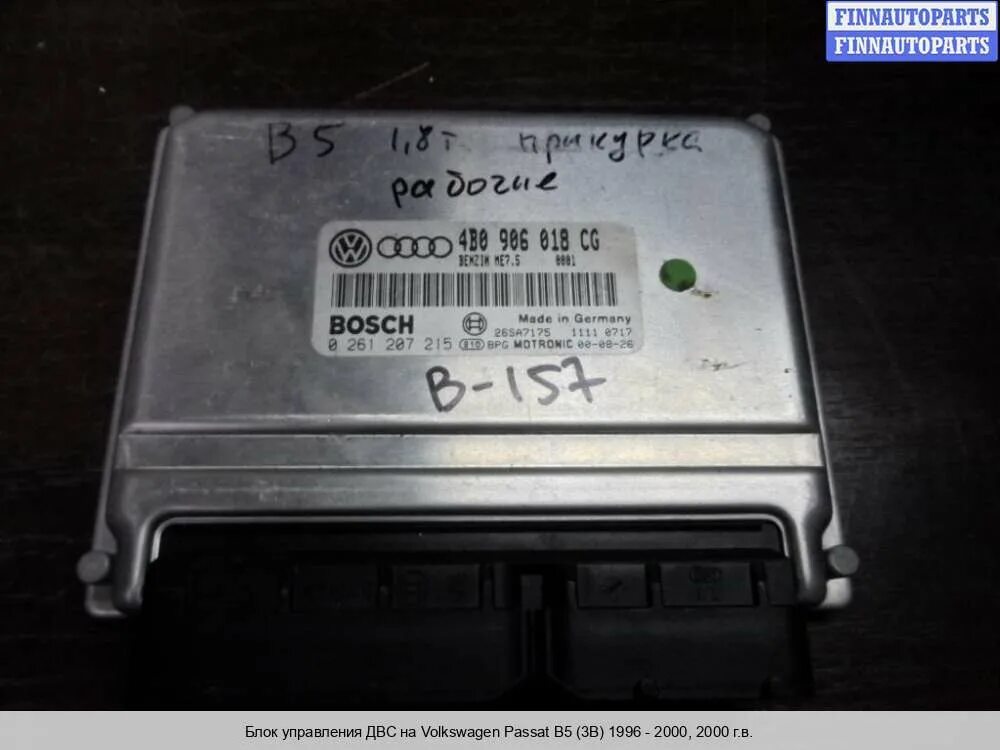 FINNAUTOPARTS
FINNAUTOPARTS
B5 1,8т прикурка
рабочие
4B0 906 018 CG
BENZIN ME7.5 0001
BOSCH
Made in Germany
26SA7175 1111 0717
0 261 207 215 810 BPG MOTRONIC 00-08-26
B-157
Блок управления ДВС на Volkswagen Passat B5 (3B) 1996 - 2000, 2000 г.в.